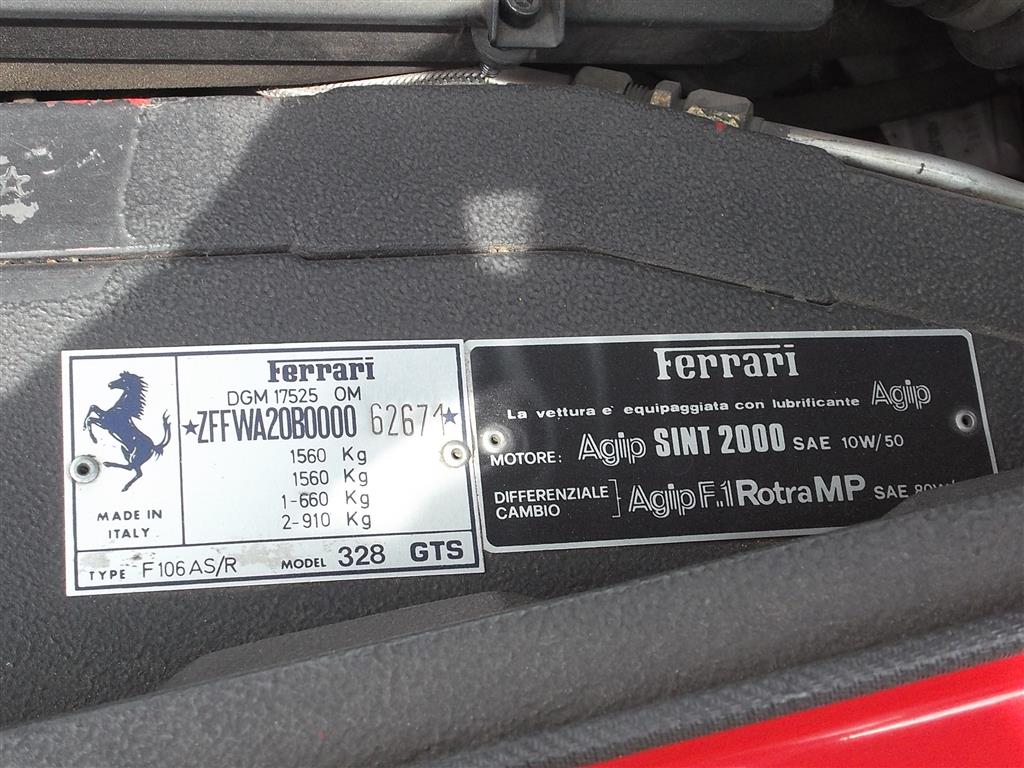 Ferrari
DGM 17525 OM
★ZFFWA20B0000 62671★
1560 Kg
1560 Kg
1-660 Kg
2-910 Kg
MADE IN
ITALY
TYPE F106AS/R MODEL 328 GTS
Ferrari
La vettura e' equipaggiata con lubrificante Agip
MOTORE: Agip SINT 2000 SAE 10W/50
DIFFERENZIALE
CAMBIO
Agip F.1 Rotra MP SAE